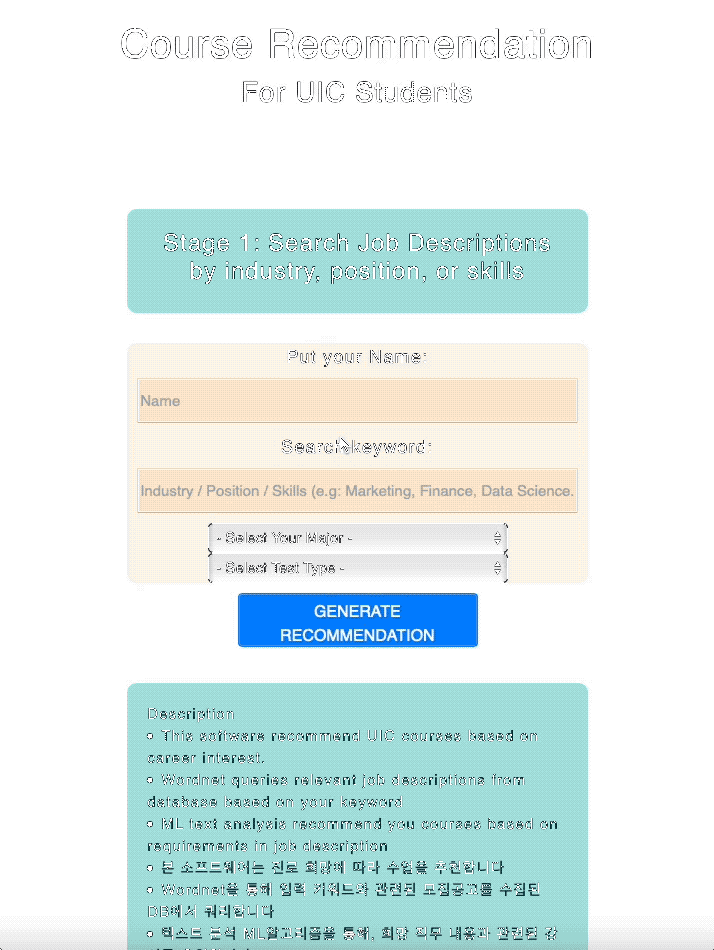 Course Recommendation
For UIC Students
Stage 1: Search Job Descriptions
by industry, position, or skills
Put your Name:
Name
Search keyword:
Industry / Position / Skills (e.g: Marketing, Finance, Data Science.
- Select Your Major -
- Select Test Type -
GENERATE
RECOMMENDATION
Description
• This software recommend UIC courses based on
career interest.
• Wordnet queries relevant job descriptions from
database based on your keyword
• ML text analysis recommend you courses based on
requirements in job description
• 본 소프트웨어는 진로 희망에 따라 수업을 추천합니다
• Wordnet을 통해 입력 키워드와 관련된 모집공고를 수집된
DB에서 쿼리합니다
• 텍스트 분석 ML알고리즘을 통해, 희망 직무 내용과 관련된 강